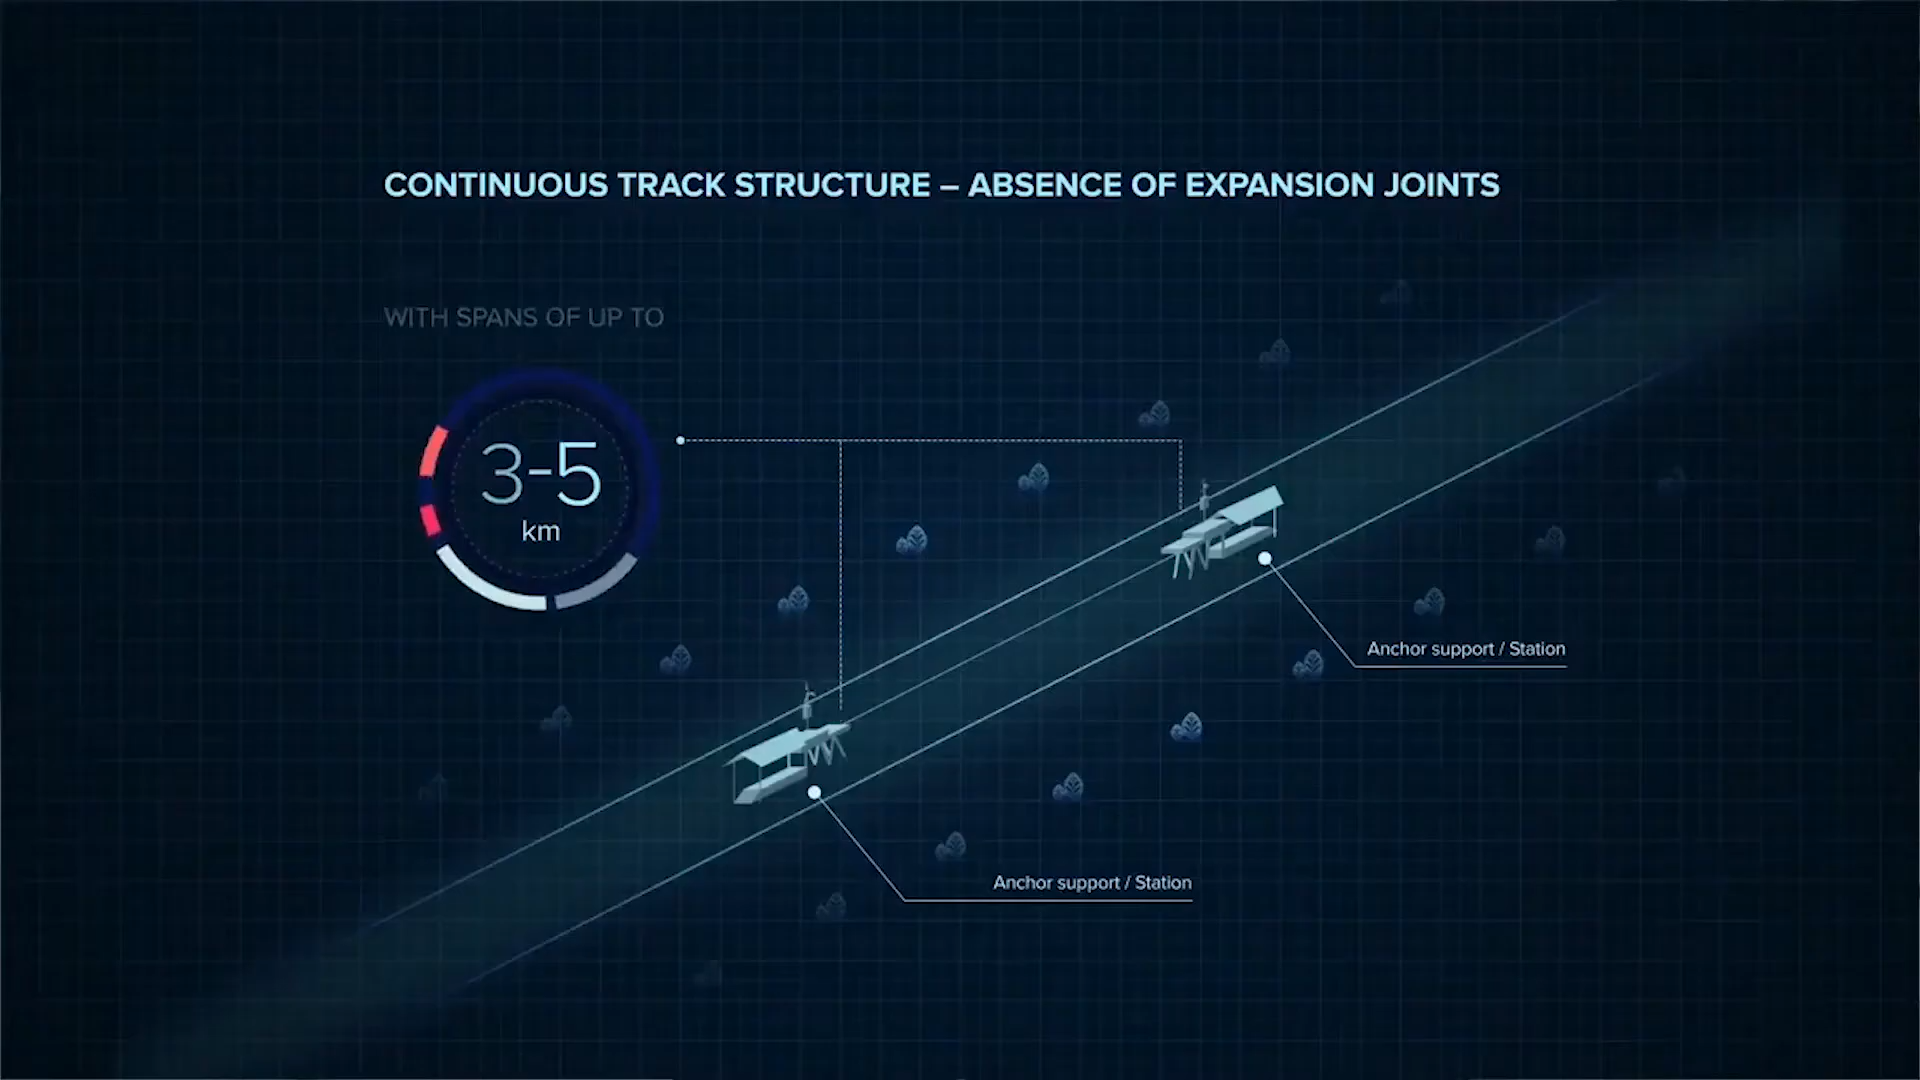 CONTINUOUS TRACK STRUCTURE – ABSENCE OF EXPANSION JOINTS
WITH SPANS OF UP TO
3-5
km
Anchor support / Station
Anchor support / Station